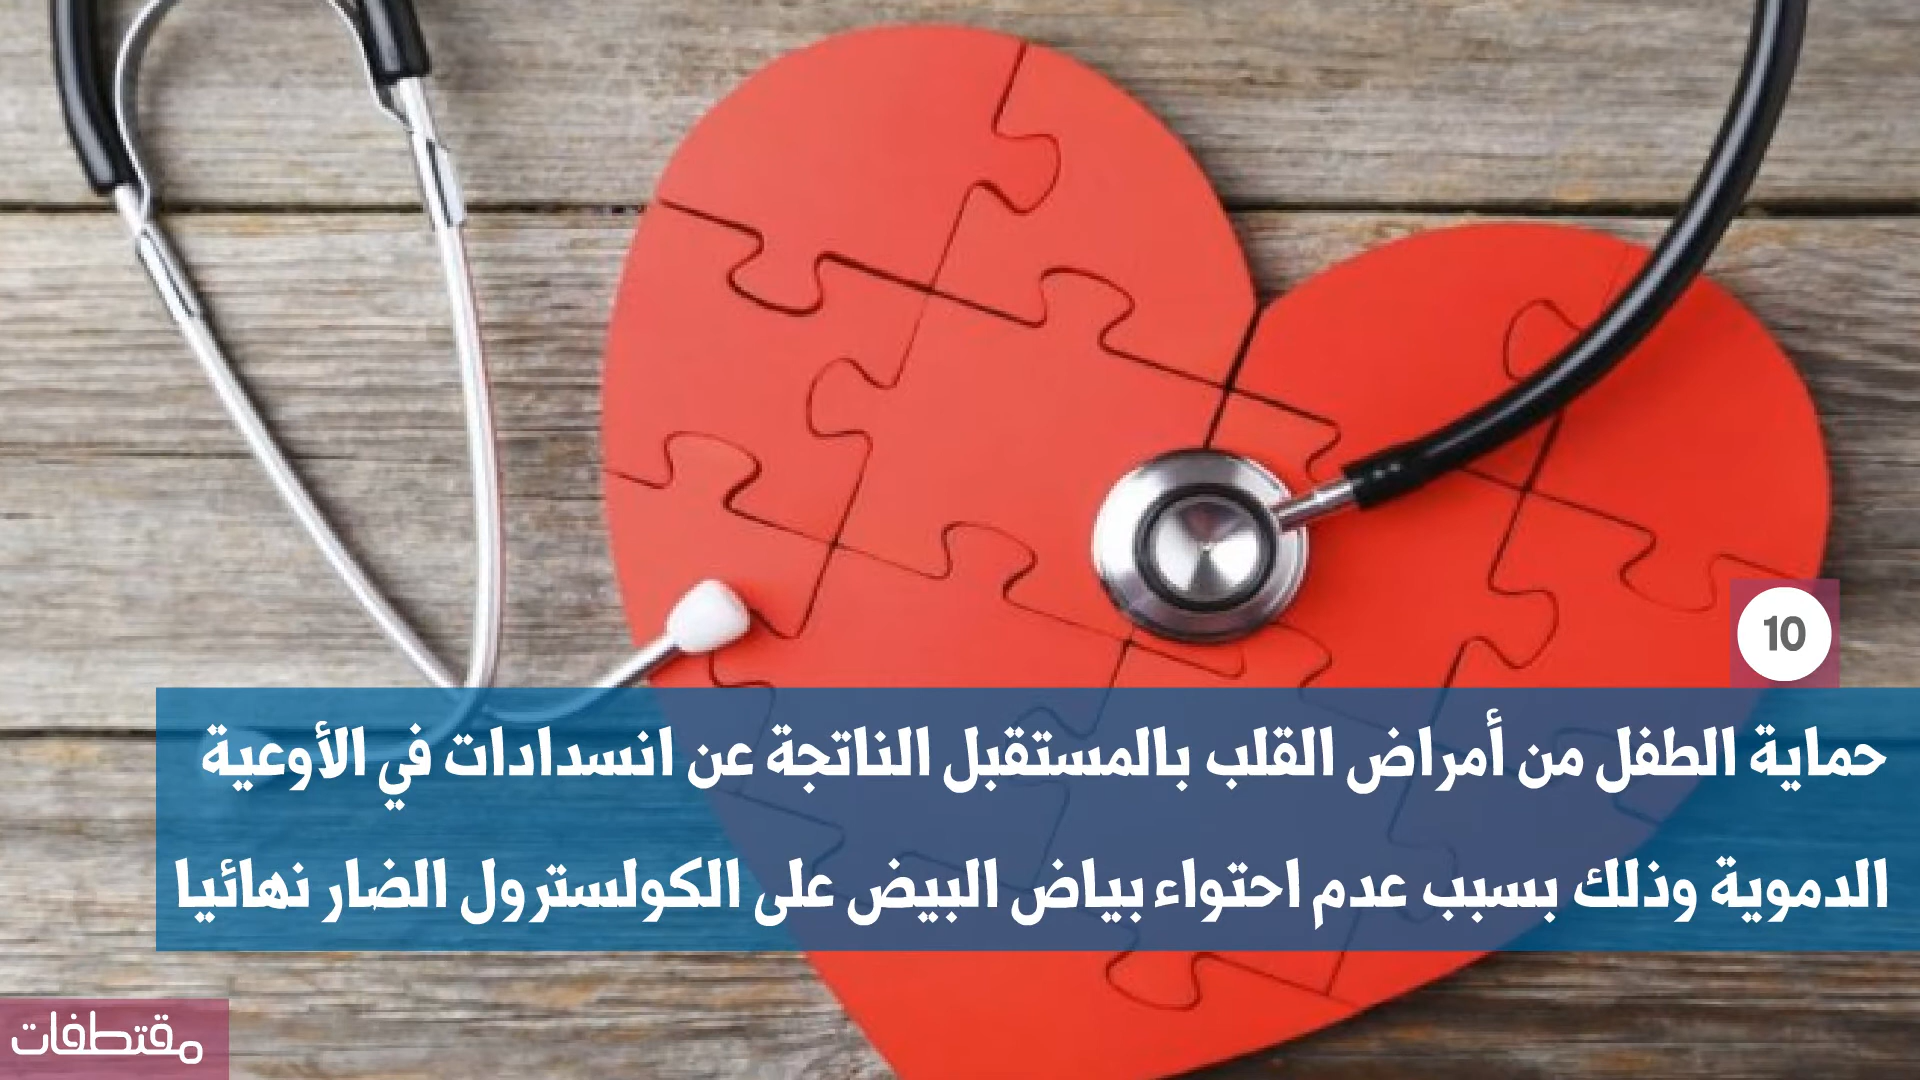 10
حماية الطفل من أمراض القلب بالمستقبل الناتجة عن انسدادات في الأوعية
الدموية وذلك بسبب عدم احتواء بياض البيض على الكولسترول الضار نهائيا
مقتطفات